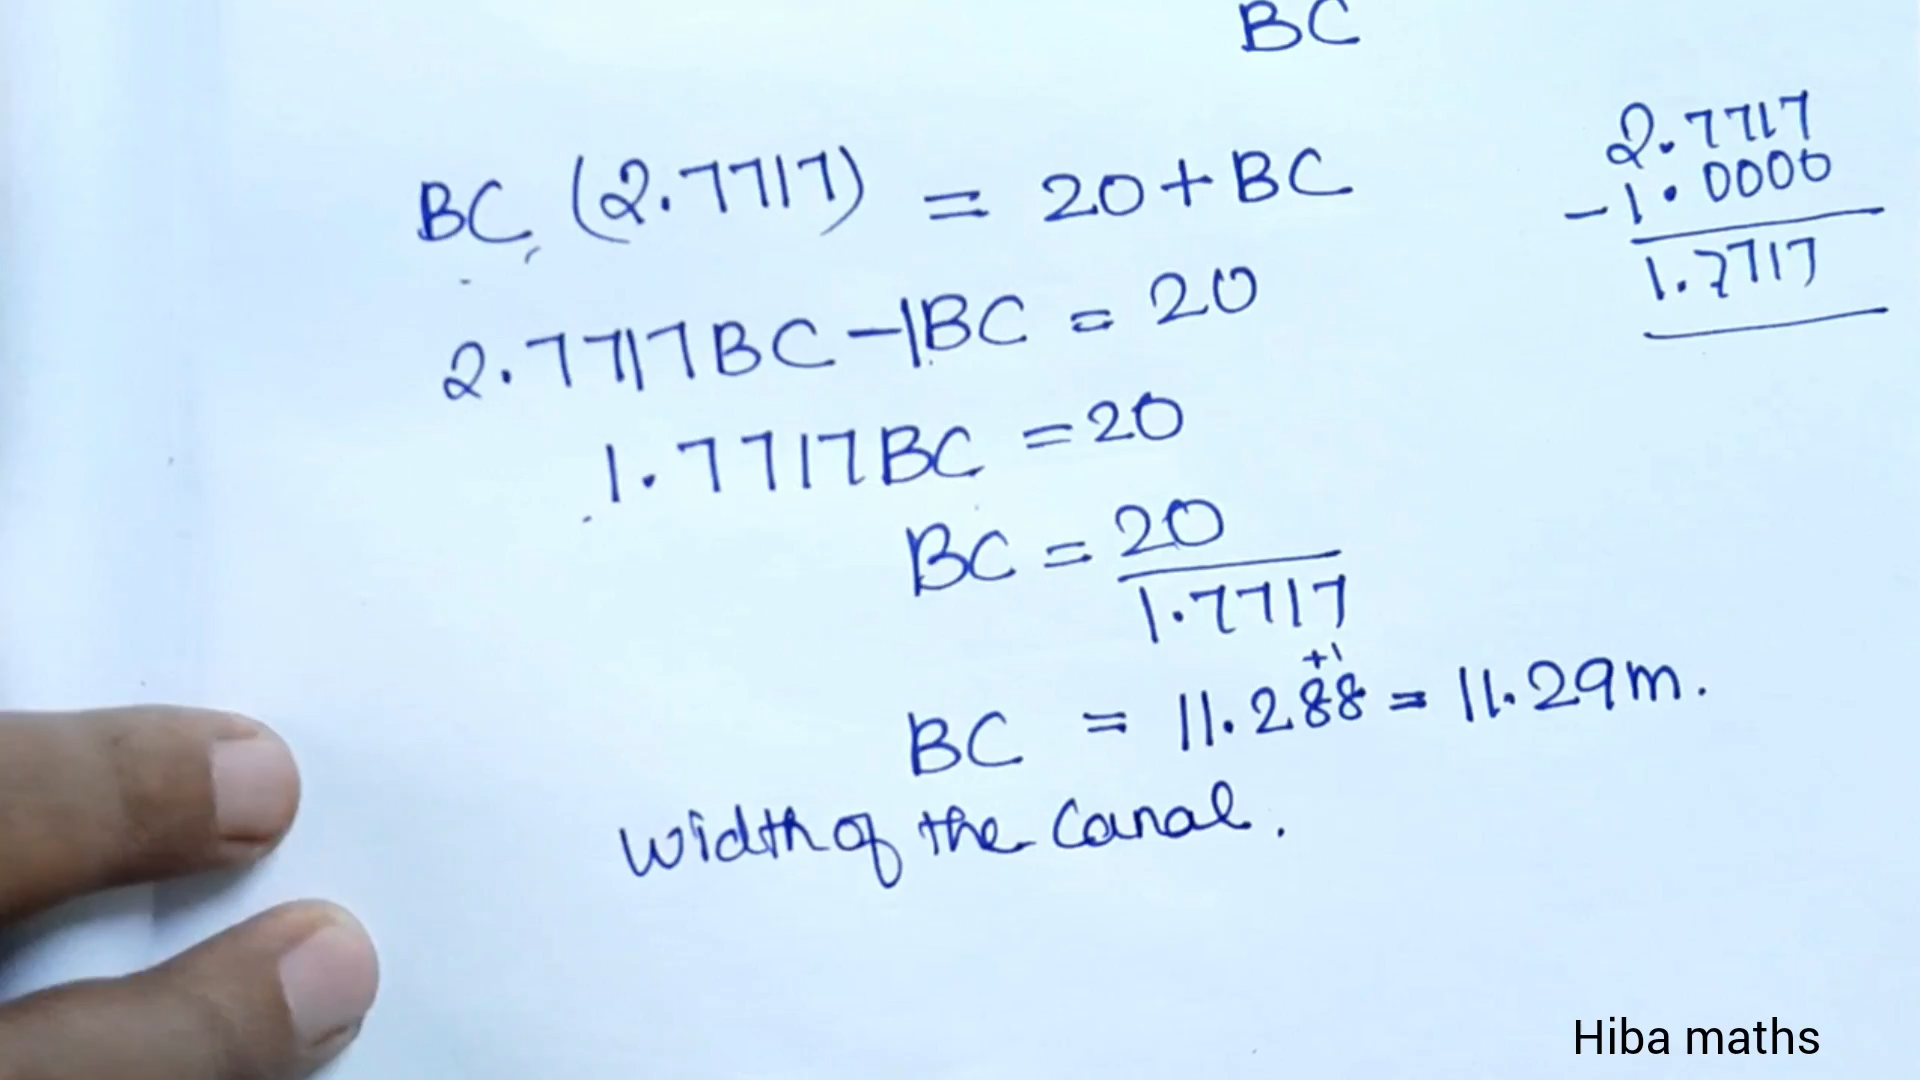 BC
BC (2.7717) = 20+BC
2.7717BC-1BC = 20
1.7717BC = 20
BC = 20
1.7717
+1
BC = 11.288 = 11.29m.
width of the Canal.
2.7717
-1.0000
1.7717
Hiba maths